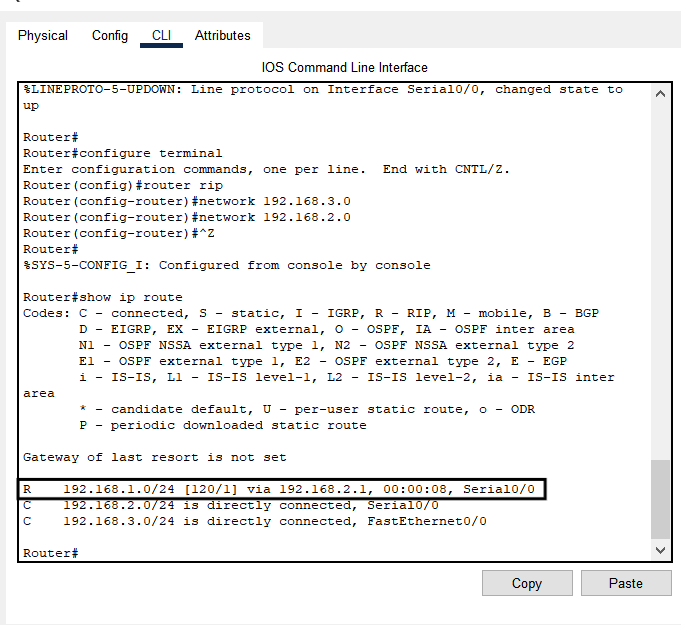 Physical Config CLI Attributes
IOS Command Line Interface
%LINEPROTO-5-UPDOWN: Line protocol on Interface Serial0/0, changed state to
up
Router#
Router#configure terminal
Enter configuration commands, one per line.  End with CNTL/Z.
Router(config)#router rip
Router(config-router)#network 192.168.3.0
Router(config-router)#network 192.168.2.0
Router(config-router)#^Z
Router#
%SYS-5-CONFIG_I: Configured from console by console
Router#show ip route
Codes: C - connected, S - static, I - IGRP, R - RIP, M - mobile, B - BGP
D - EIGRP, EX - EIGRP external, O - OSPF, IA - OSPF inter area
N1 - OSPF NSSA external type 1, N2 - OSPF NSSA external type 2
E1 - OSPF external type 1, E2 - OSPF external type 2, E - EGP
i - IS-IS, L1 - IS-IS level-1, L2 - IS-IS level-2, ia - IS-IS inter
area
* - candidate default, U - per-user static route, o - ODR
P - periodic downloaded static route
Gateway of last resort is not set
R    192.168.1.0/24 [120/1] via 192.168.2.1, 00:00:08, Serial0/0
C    192.168.2.0/24 is directly connected, Serial0/0
C    192.168.3.0/24 is directly connected, FastEthernet0/0
Router#
Copy Paste